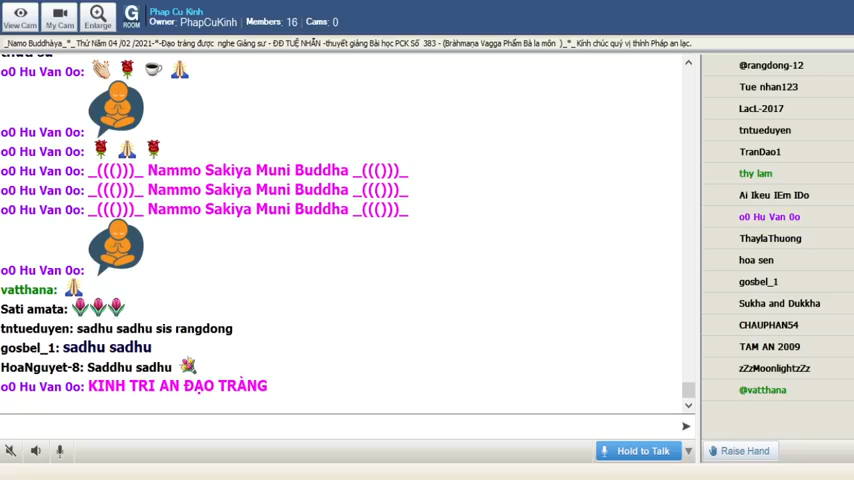 View Cam
My Cam
Enlarge
G
ROOM
Phap Cu Kinh
Owner: PhapCuKinh Members: 16 Cams: 0
_Namo Buddhàya_*_ Thứ Năm 04 /02 /2021-*-Đạo tràng được nghe Giảng sư - ĐĐ TUỆ NHÂN -thuyết giảng Bài học PCK Số 383 - (Bràhmaṇa Vagga Phẩm Bà la môn )_*_ Kính chúc quý vị thính Pháp an lạc.
o0 Hu Van 0o:
o0 Hu Van 0o:
o0 Hu Van 0o:
o0 Hu Van 0o: _((()))_ Nammo Sakiya Muni Buddha _((()))_
o0 Hu Van 0o: _((()))_ Nammo Sakiya Muni Buddha _((()))_
o0 Hu Van 0o: _((()))_ Nammo Sakiya Muni Buddha _((()))_
o0 Hu Van 0o:
vatthana:
Sati amata:
tntueduyen: sadhu sadhu sis rangdong
gosbel_1: sadhu sadhu
HoaNguyet-8: Saddhu sadhu
o0 Hu Van 0o: KINH TRI AN ĐẠO TRÀNG
@rangdong-12
Tue nhan123
LacL-2017
tntueduyen
TranDao1
thy lam
Ai Ikeu IEm IDo
o0 Hu Van 0o
ThaylaThuong
hoa sen
gosbel_1
Sukha and Dukkha
CHAUPHAN54
TAM AN 2009
zZzMoonlightzZz
@vatthana
Hold to Talk
Raise Hand